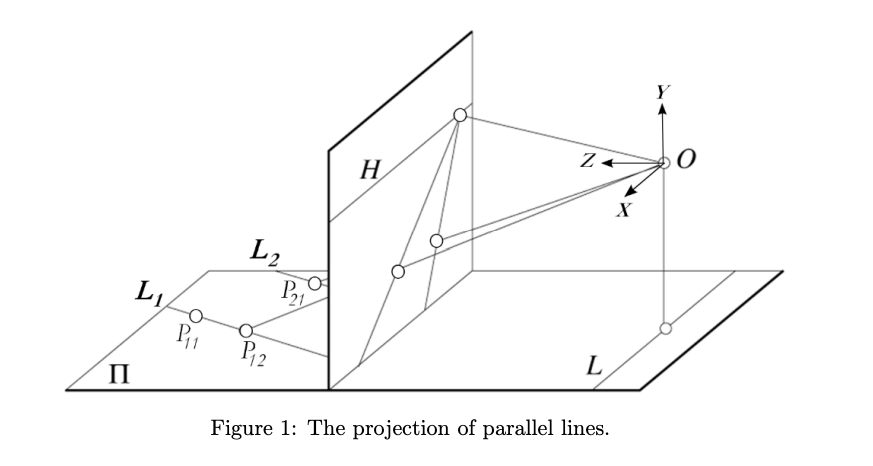 Y
Z
O
X
H
L2
P21
L1
P11
P12
Π
L
Figure 1: The projection of parallel lines.